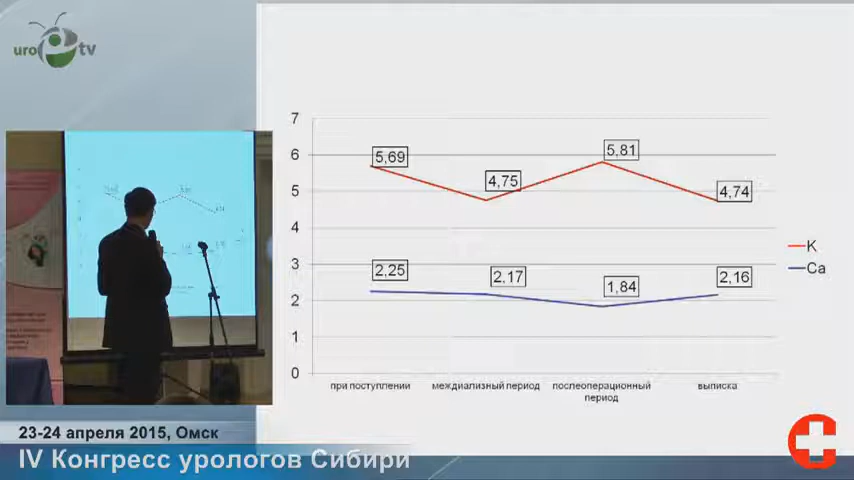 uro tv
7
6
5
4
3
2
1
0
5,69
4,75
5,81
4,74
2,25
2,17
1,84
2,16
K
Ca
при поступлении
междиализный период
послеоперационный
период
выписка
23-24 апреля 2015, Омск
IV Конгресс урологов Сибири